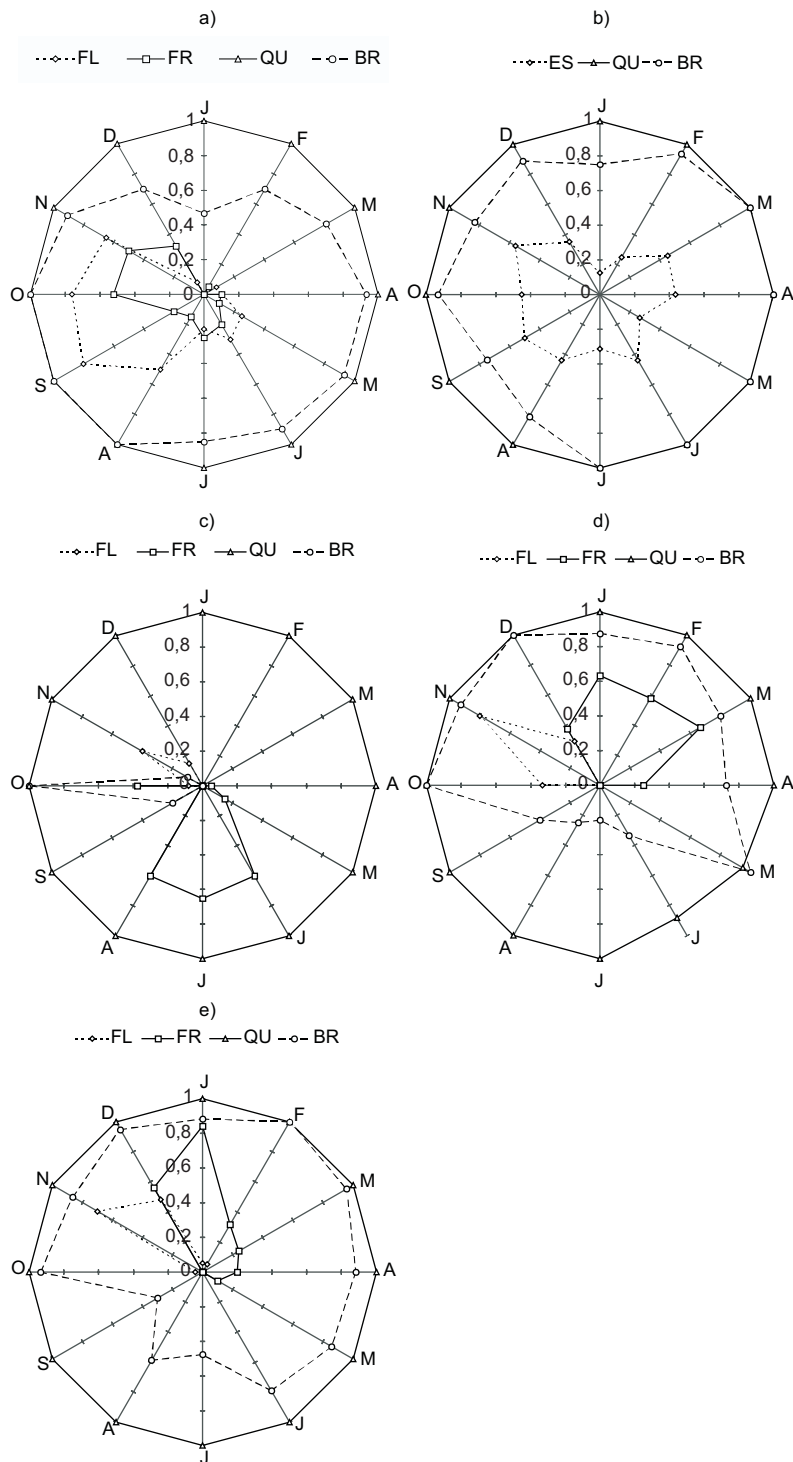 a) b)
FL FR QU BR ES QU BR
J J
D 1 F D 1 F
0,8 0,8
N 0,6 M N 0,6 M
0,4 0,4
0,2 0,2
O 0 A O 0 A
S M S M
A J A J
J J
c) d)
FL FR QU BR FL FR QU BR
J J
D 1 F D 1 F
0,8 0,8
N 0,6 M N 0,6 M
0,4 0,4
0,2 0,2
O 0 A O 0 A
S M S M
A J A J
J J
e)
FL FR QU BR
J
D 1 F
0,8
N 0,6 M
0,4
0,2
O 0 A
S M
A J
J